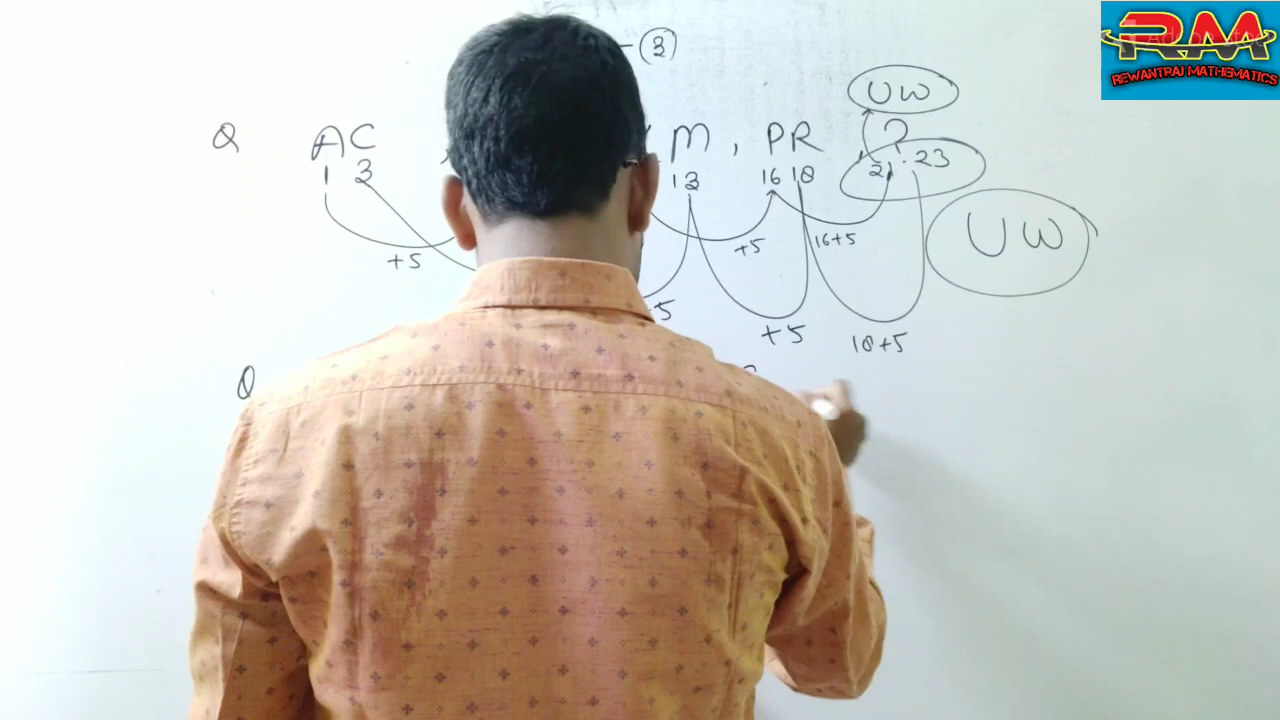 RM
REWANTRAJ MATHEMATICS
- 3
UW
Q AC , M , PR , ?
1 3 13 16 18 21 23
UW
+5 +5 16+5
5 +5 18+5
Q